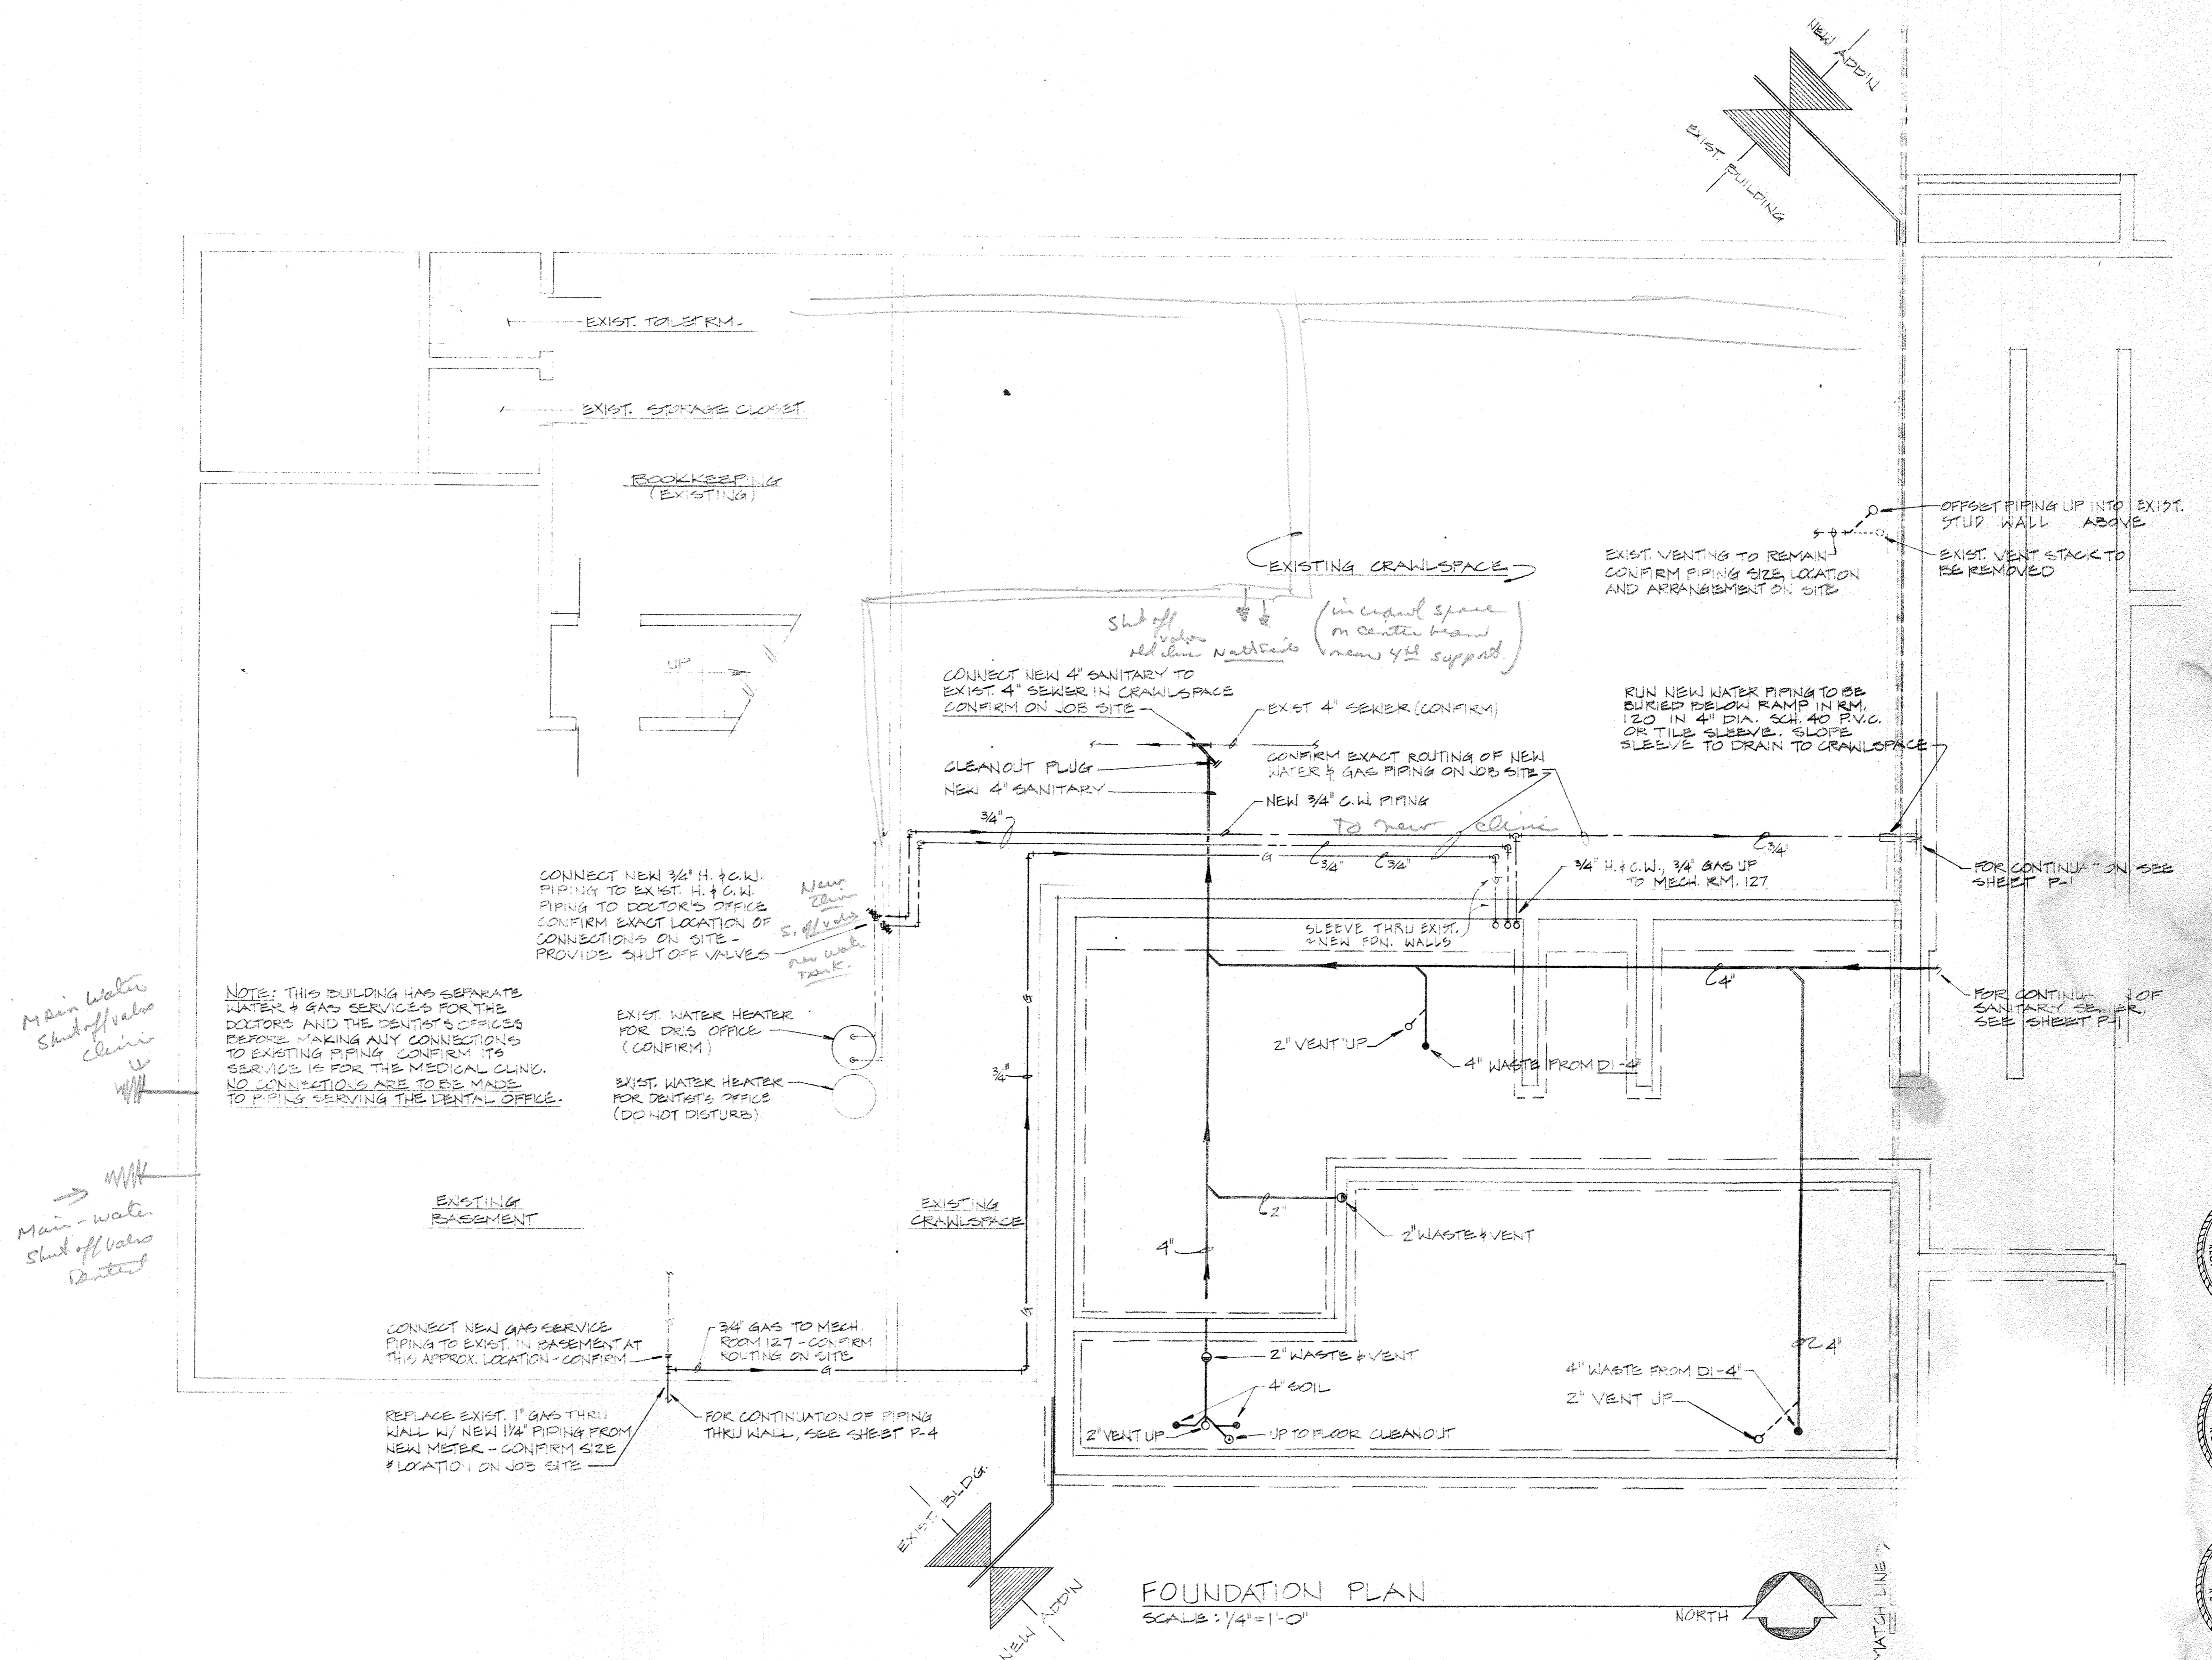 NEW ADD'N
EXIST. BUILDING
EXIST. TOILET RM.
EXIST. STORAGE CLOSET
BOOKKEEPING
(EXISTING)
UP
OFFSET PIPING UP INTO EXIST.
STUD WALL ABOVE
EXIST. VENT STACK TO
BE REMOVED
EXIST. VENTING TO REMAIN
CONFIRM PIPING SIZE, LOCATION
AND ARRANGEMENT ON SITE
EXISTING CRAWLSPACE
Shut off
valve
old clinic Nat'l Side
(in crawl space
on center beam
near 4th support.)
CONNECT NEW 4" SANITARY TO
EXIST. 4" SEWER IN CRAWLSPACE
CONFIRM ON JOB SITE
EXIST 4" SEWER (CONFIRM)
CLEANOUT PLUG
NEW 4" SANITARY
CONFIRM EXACT ROUTING OF NEW
WATER & GAS PIPING ON JOB SITE
NEW 3/4" C.W. PIPING
To new clinic
RUN NEW WATER PIPING TO BE
BURIED BELOW RAMP IN RM.
120 IN 4" DIA. SCH. 40 P.V.C.
OR TILE SLEEVE. SLOPE
SLEEVE TO DRAIN TO CRAWLSPACE
3/4"
G
3/4"
3/4"
3/4"
3/4" H. & C.W., 3/4" GAS UP
TO MECH. RM. 127
FOR CONTINUATION, SEE
SHEET P-1
CONNECT NEW 3/4" H. & C.W.
PIPING TO EXIST. H. & C.W.
PIPING TO DOCTOR'S OFFICE
CONFIRM EXACT LOCATION OF
CONNECTIONS ON SITE -
PROVIDE SHUT OFF VALVES
New
Clinic
S. off valve
new water
tank.
SLEEVE THRU EXIST.
& NEW FDN. WALLS
4"
FOR CONTINUATION OF
SANITARY SEWER,
SEE SHEET P-1
Main Water
Shut off valve
Clinic
NOTE: THIS BUILDING HAS SEPARATE
WATER & GAS SERVICES FOR THE
DOCTORS AND THE DENTIST'S OFFICES
BEFORE MAKING ANY CONNECTIONS
TO EXISTING PIPING CONFIRM ITS
SERVICE IS FOR THE MEDICAL CLINIC.
NO CONNECTIONS ARE TO BE MADE
TO PIPING SERVING THE DENTAL OFFICE.
EXIST. WATER HEATER
FOR DR'S OFFICE
(CONFIRM)
EXIST. WATER HEATER
FOR DENTIST'S OFFICE
(DO NOT DISTURB)
G
3/4"
2" VENT UP
4" WASTE FROM DI-4
Main-water
Shut off valve
Dental
EXISTING
BASEMENT
EXISTING
CRAWLSPACE
2"
2" WASTE & VENT
4"
G
CONNECT NEW GAS SERVICE
PIPING TO EXIST. IN BASEMENT AT
THIS APPROX. LOCATION - CONFIRM
3/4" GAS TO MECH.
ROOM 127 - CONFIRM
ROUTING ON SITE
G
2" WASTE & VENT
4" SOIL
2" VENT UP
UP TO FLOOR CLEANOUT
4"
4" WASTE FROM DI-4
2" VENT UP
REPLACE EXIST. 1" GAS THRU
WALL W/ NEW 1 1/4" PIPING FROM
NEW METER - CONFIRM SIZE
& LOCATION ON JOB SITE
FOR CONTINUATION OF PIPING
THRU WALL, SEE SHEET P-4
EXIST. BLDG.
NEW ADD'N
FOUNDATION PLAN
SCALE: 1/4"=1'-0"
NORTH
MATCH LINE